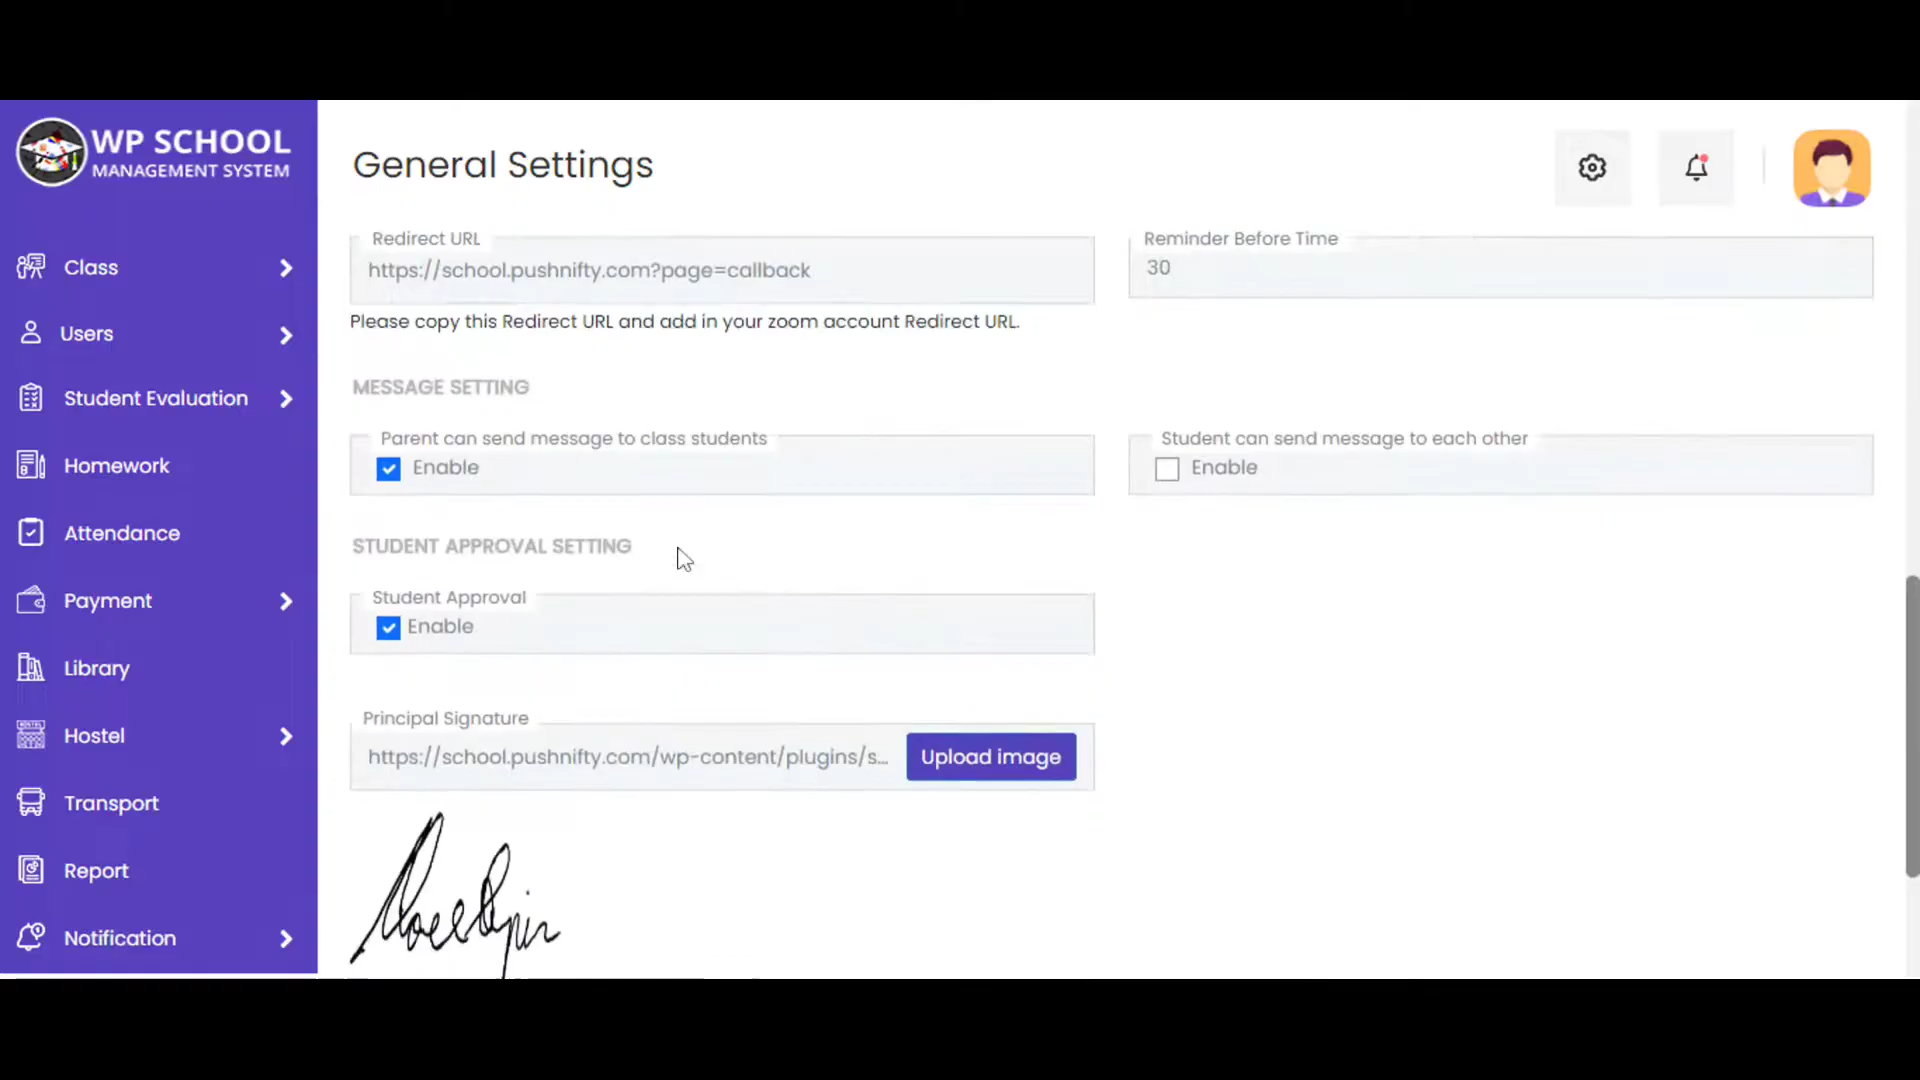 WP SCHOOL
MANAGEMENT SYSTEM
General Settings
Class
Users
Student Evaluation
Homework
Attendance
Payment
Library
Hostel
Transport
Report
Notification
Redirect URL
https://school.pushnifty.com?page=callback
Reminder Before Time
30
Please copy this Redirect URL and add in your zoom account Redirect URL.
MESSAGE SETTING
Parent can send message to class students
Enable
Student can send message to each other
Enable
STUDENT APPROVAL SETTING
Student Approval
Enable
Principal Signature
https://school.pushnifty.com/wp-content/plugins/s...
Upload image